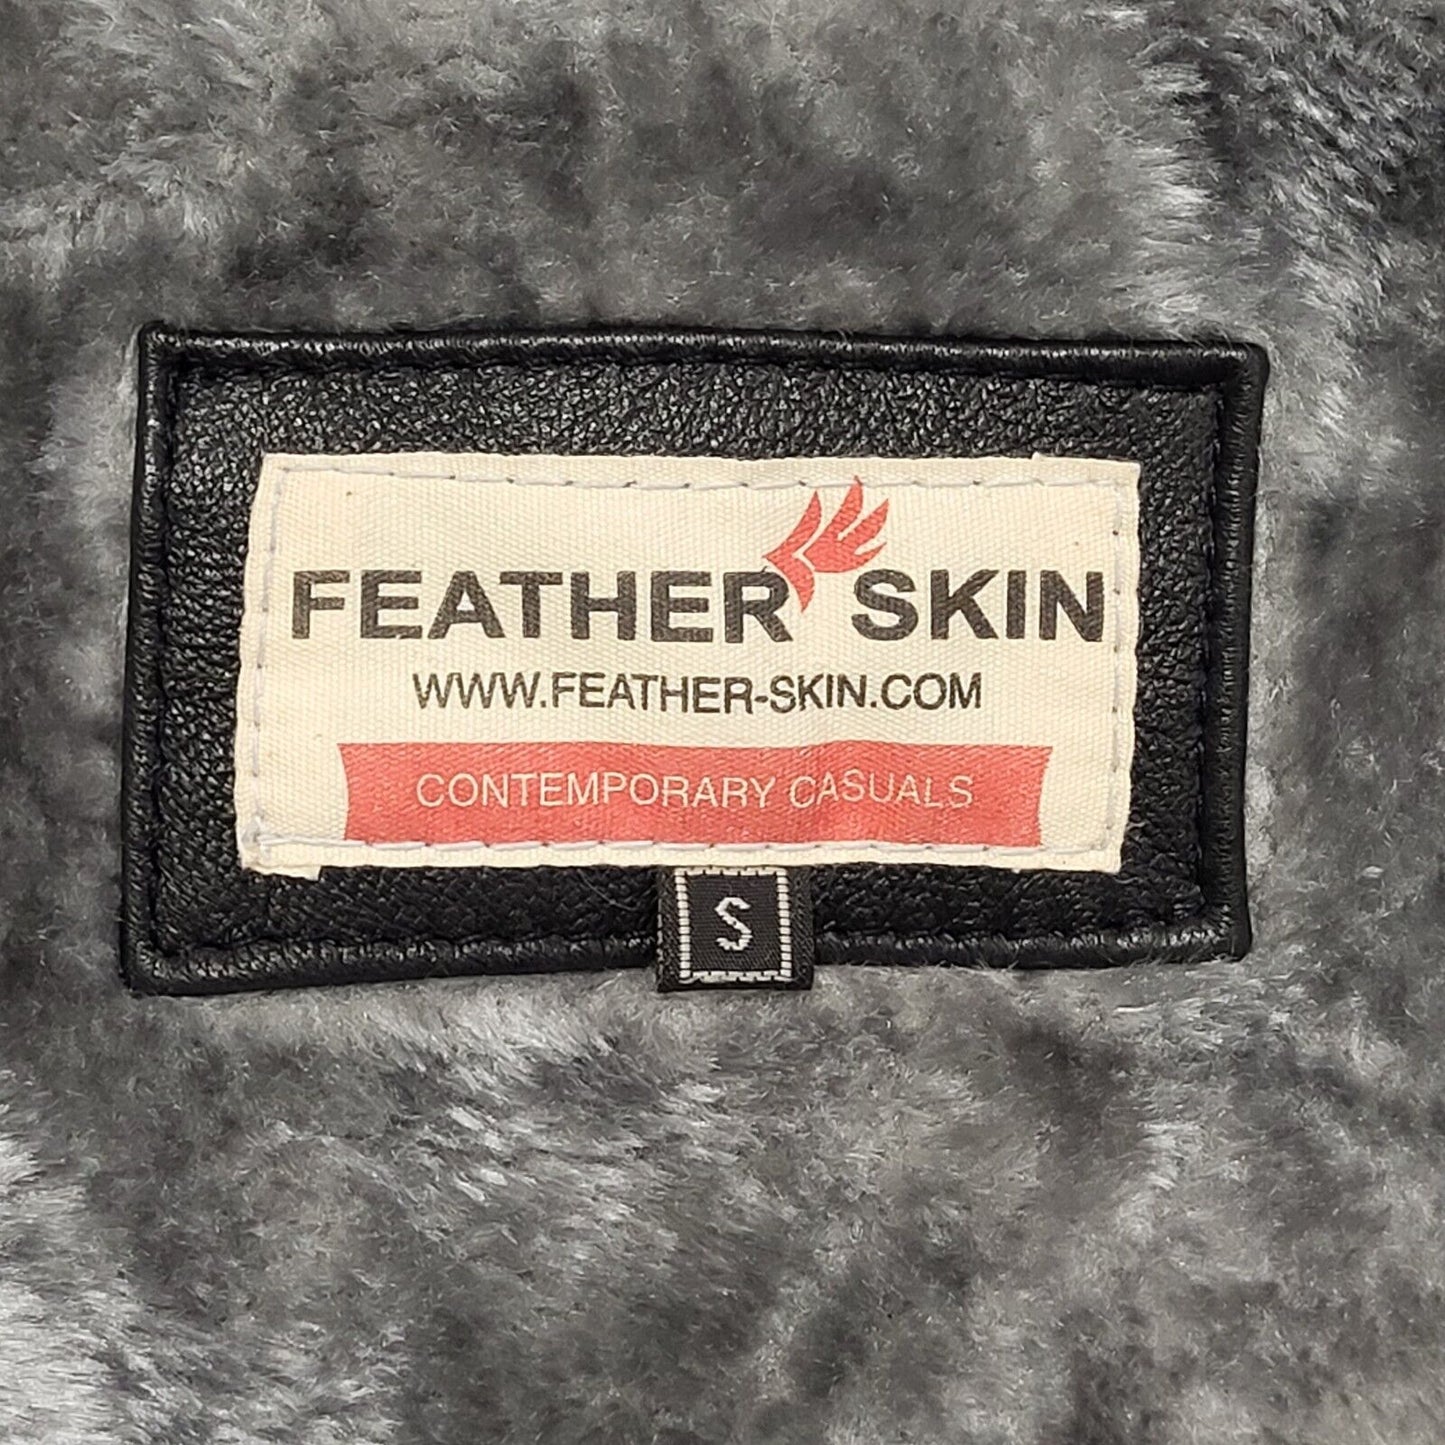 FEATHER SKIN
WWW.FEATHER-SKIN.COM
CONTEMPORARY CASUALS
S